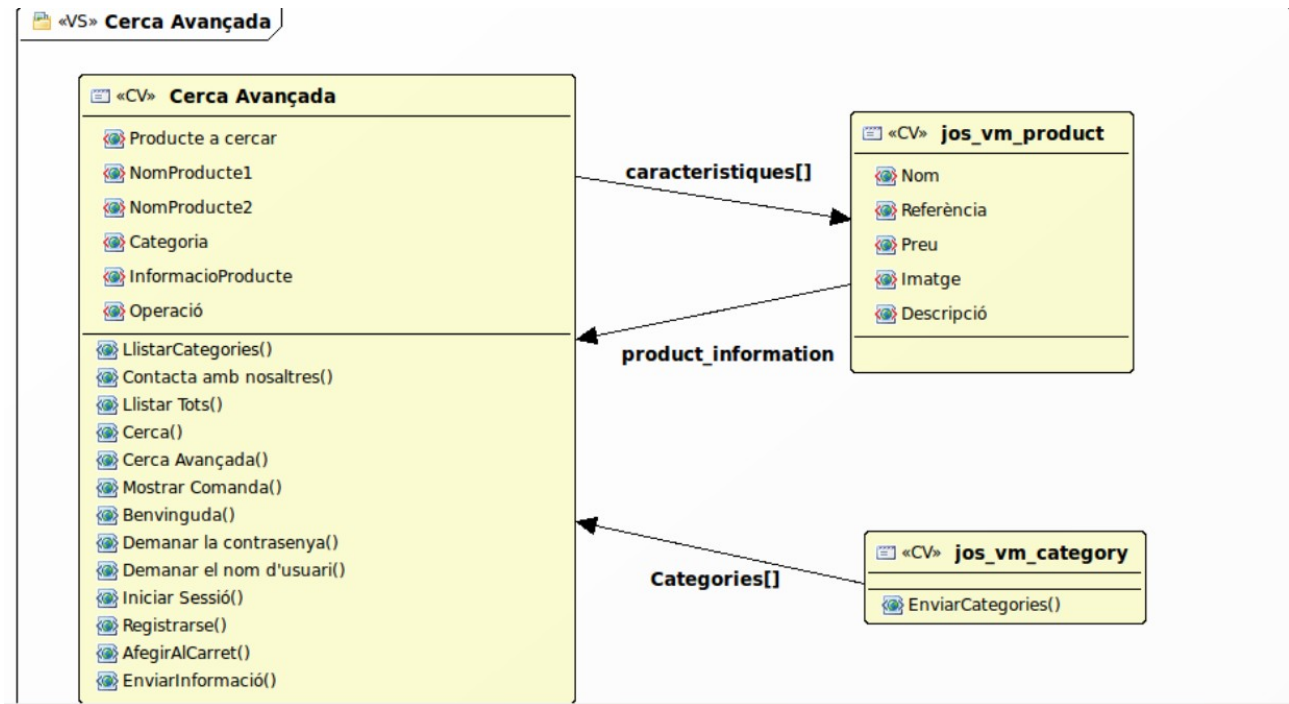 «VS» Cerca Avançada
«CV» Cerca Avançada
Producte a cercar
NomProducte1
NomProducte2
Categoria
InformacioProducte
Operació
LlistarCategories()
Contacta amb nosaltres()
Llistar Tots()
Cerca()
Cerca Avançada()
Mostrar Comanda()
Benvinguda()
Demanar la contrasenya()
Demanar el nom d'usuari()
Iniciar Sessió()
Registrarse()
AfegirAlCarret()
EnviarInformació()
caracteristiques[]
product_information
Categories[]
«CV» jos_vm_product
Nom
Referència
Preu
Imatge
Descripció
«CV» jos_vm_category
EnviarCategories()